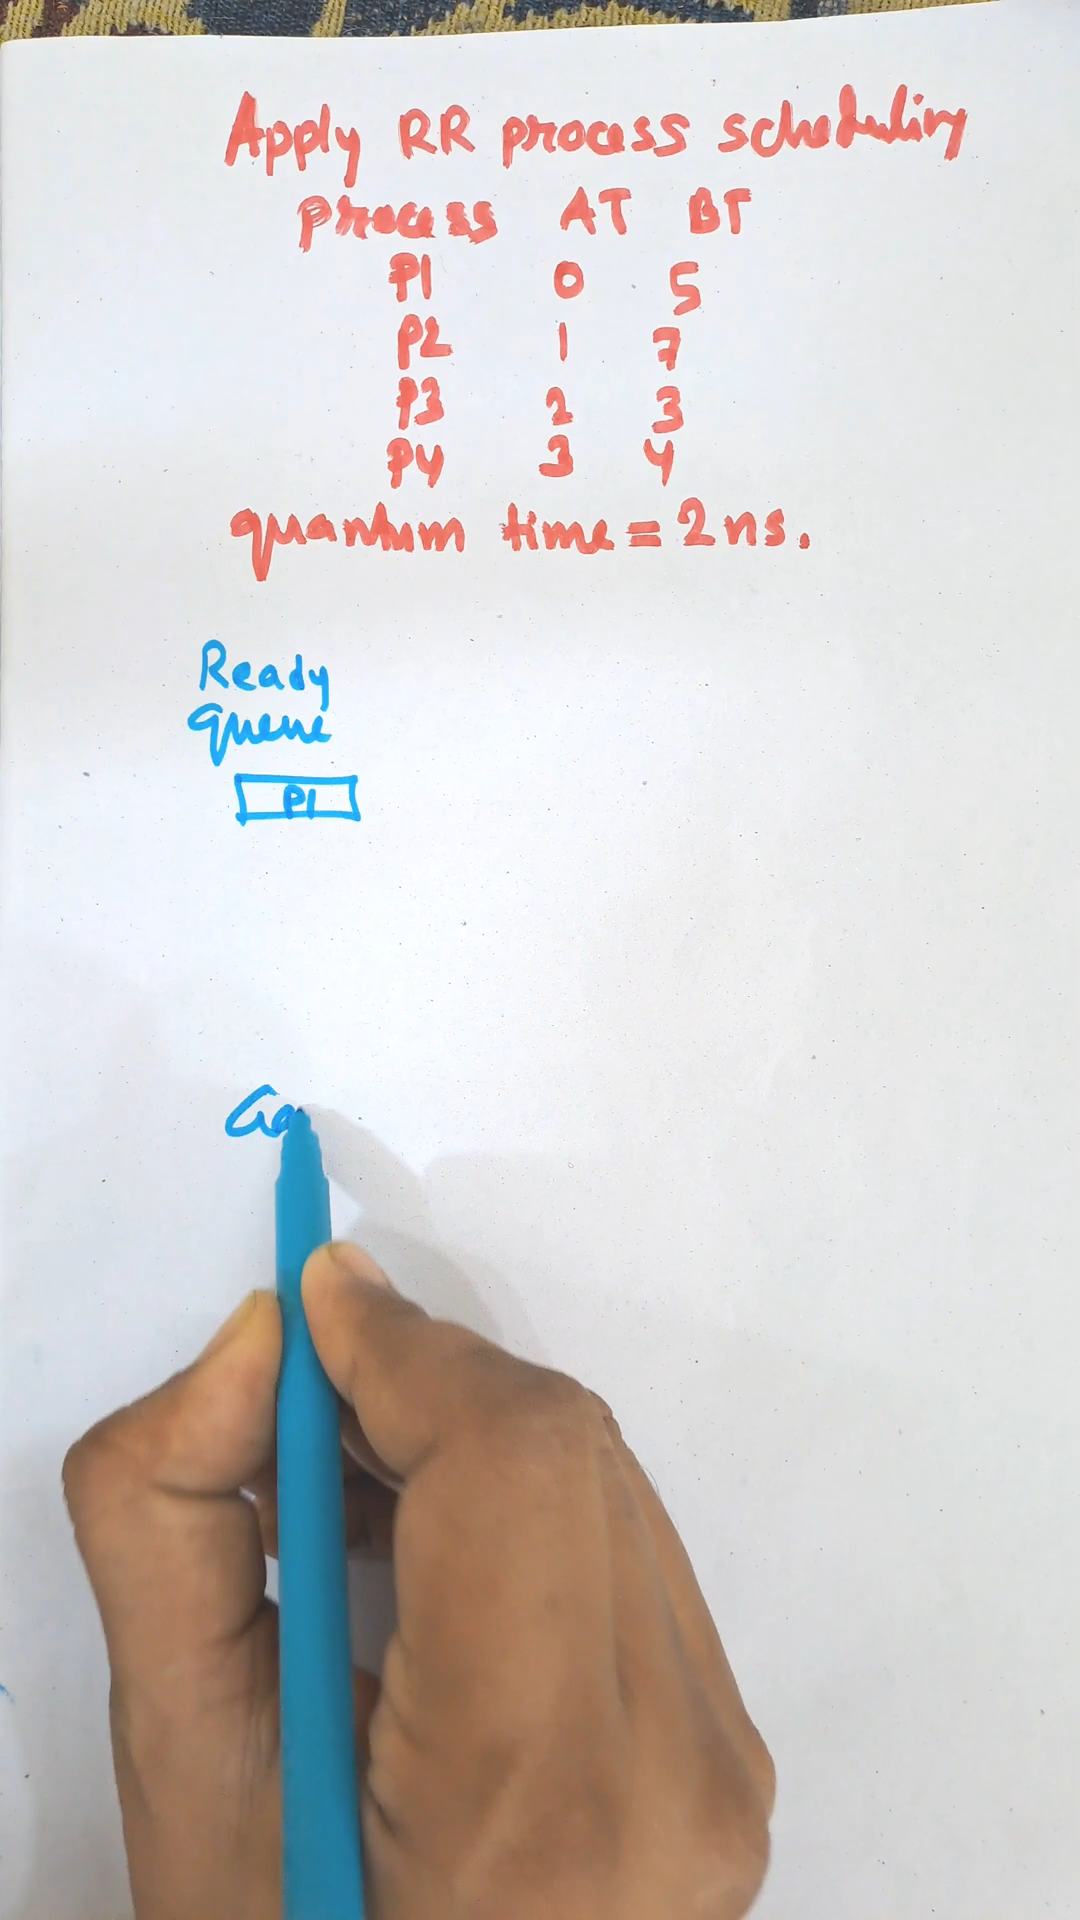 Apply RR process scheduling
process AT BT
P1 0 5
P2 1 7
P3 2 3
P4 3 4
quantum time = 2ns.
Ready
queue
P1
Ga